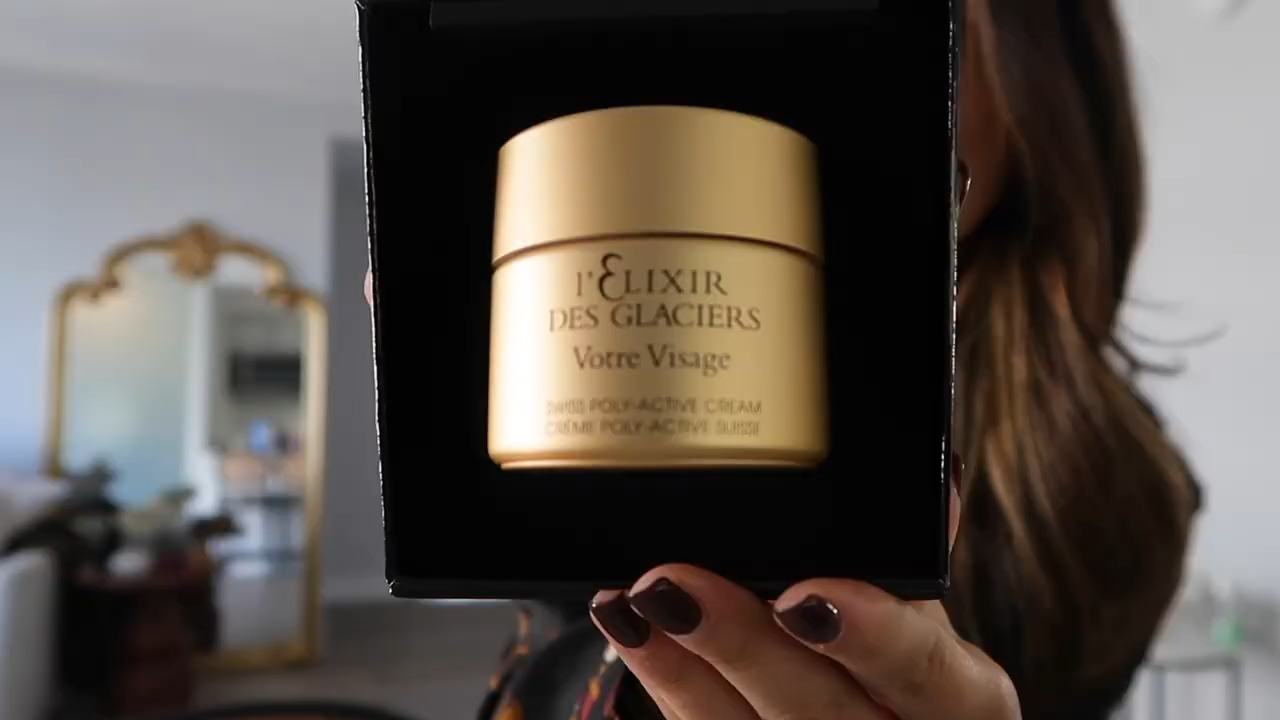 l'ELIXIR
DES GLACIERS
Votre Visage
SWISS POLY-ACTIVE CREAM
CRÈME POLY-ACTIVE SUISSE